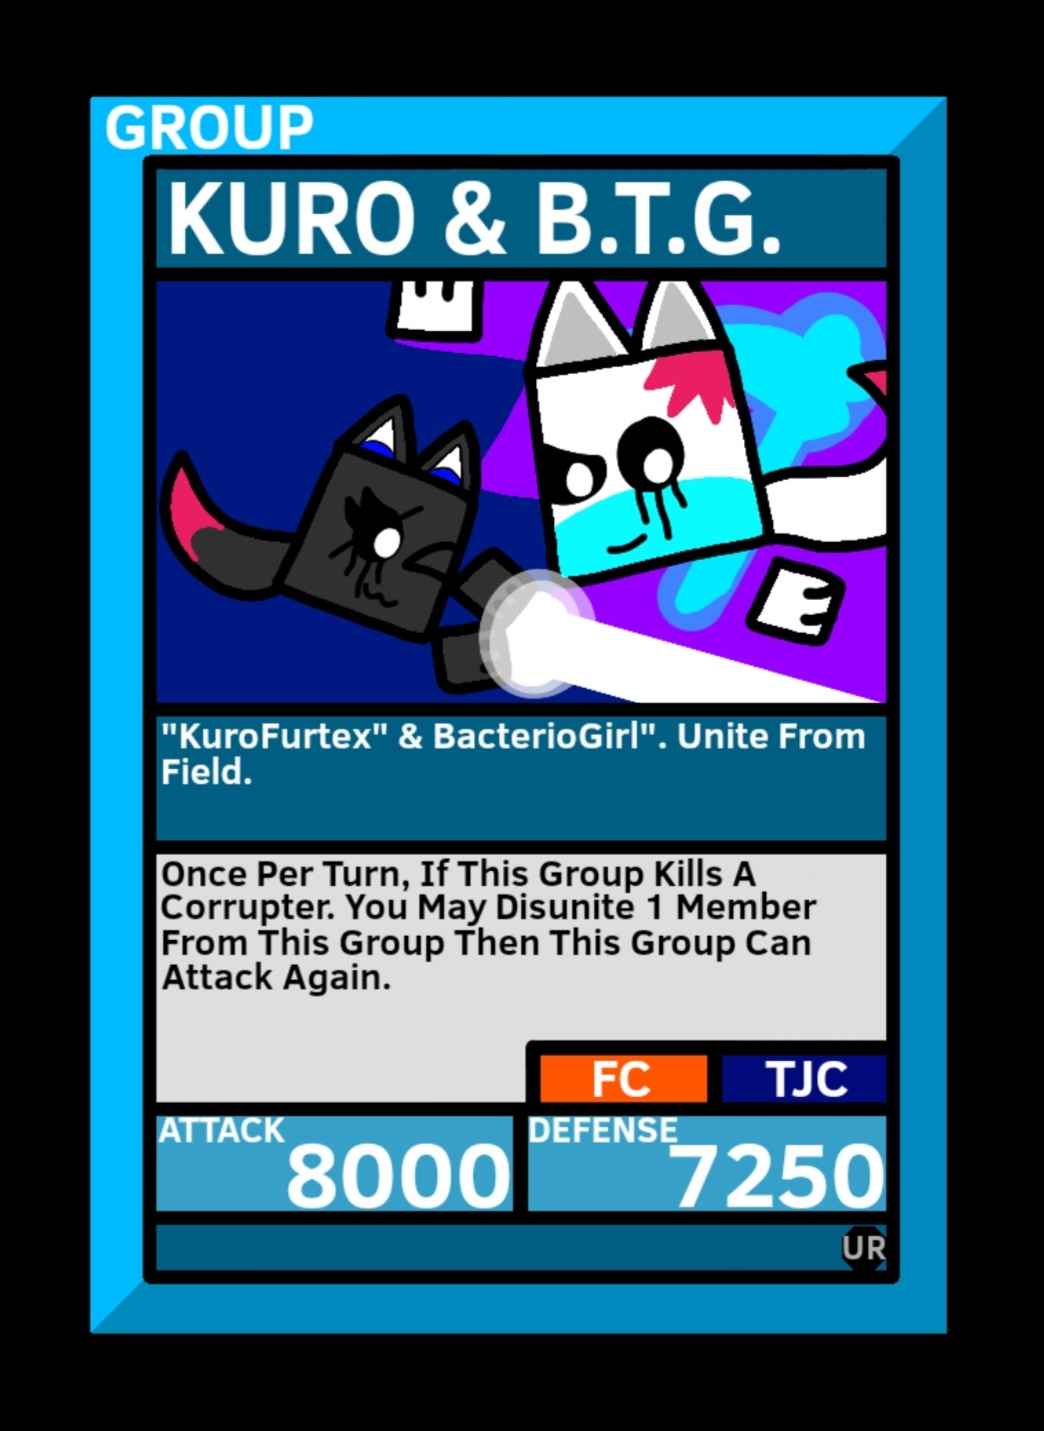 GROUP
KURO & B.T.G.
"KuroFurtex" & BacterioGirl". Unite From
Field.
Once Per Turn, If This Group Kills A
Corrupter. You May Disunite 1 Member
From This Group Then This Group Can
Attack Again.
FC TJC
ATTACK
8000
DEFENSE
7250
UR